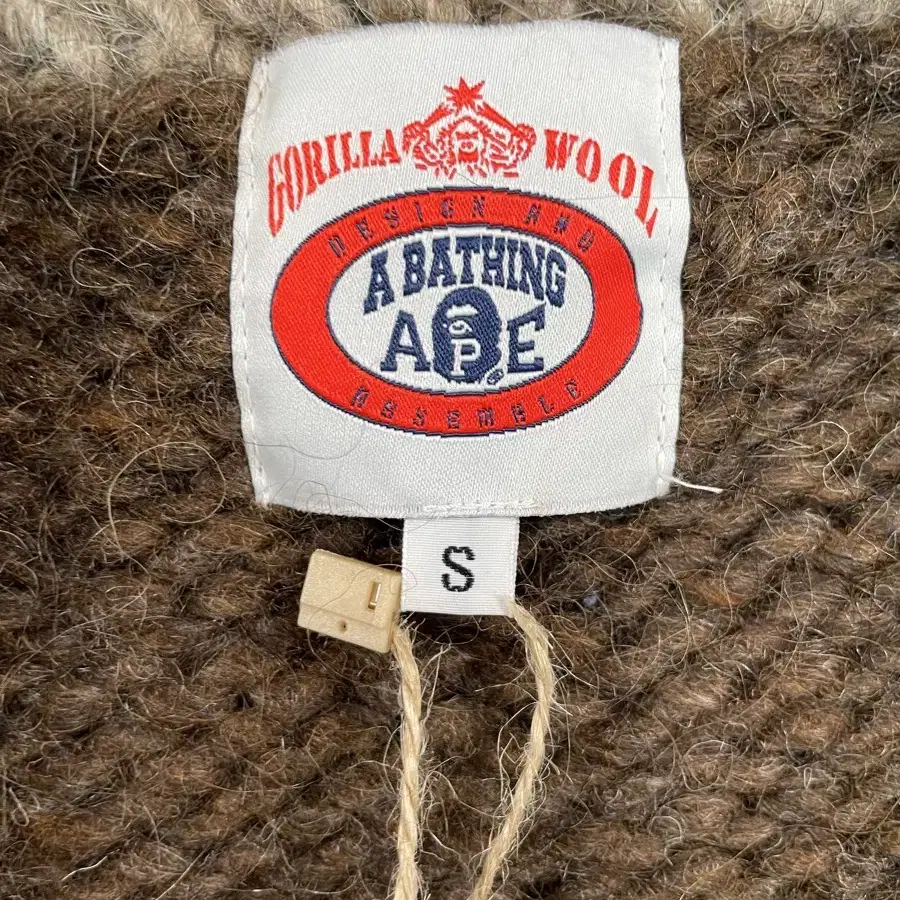 GORILLA WOOL
DESIGN AND
A BATHING
APE
ASSEMBLE
S